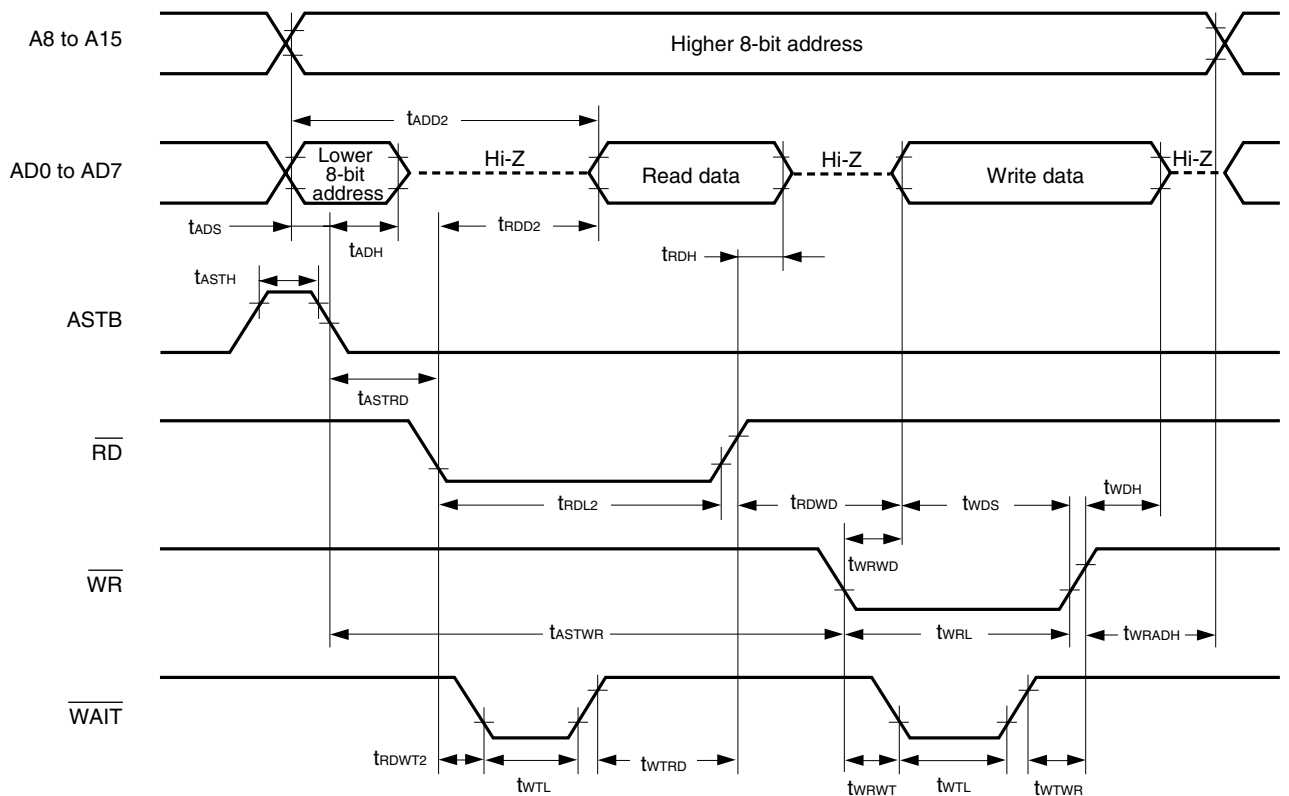 A8 to A15
Higher 8-bit address
tADD2
AD0 to AD7
Lower
8-bit
address
Hi-Z
Read data
Hi-Z
Write data
Hi-Z
tADS
tADH
tRDD2
tRDH
tASTH
ASTB
tASTRD
RD
tRDL2
tRDWD
tWDS
tWDH
tWRWD
WR
tASTWR
tWRL
tWRADH
WAIT
tRDWT2
tWTL
tWTRD
tWRWT
tWTL
tWTWR